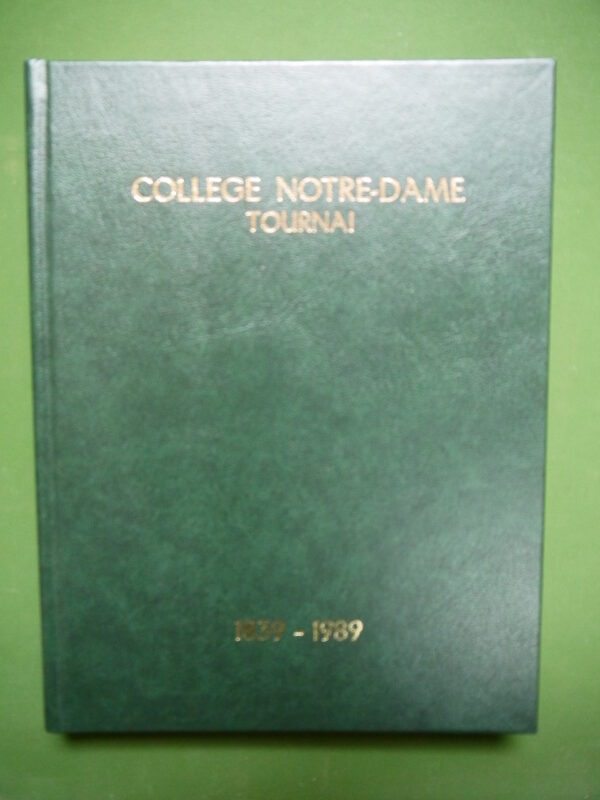 COLLEGE NOTRE-DAME
TOURNAI
1839 - 1989